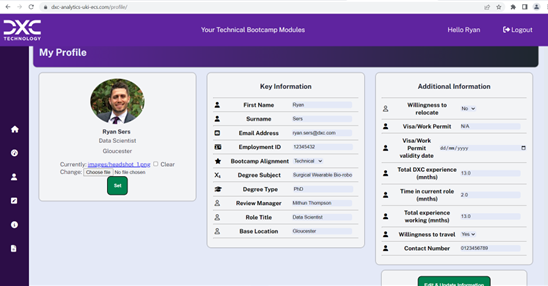 dxc-analytics-uki-ecs.com/profile/
DXC
TECHNOLOGY
Your Technical Bootcamp Modules
Hello Ryan
Logout
My Profile
Ryan Sers
Data Scientist
Gloucester
Currently: images/headshot_1.png Clear
Change: Choose file No file chosen
Set
Key Information
First Name Ryan
Surname Sers
Email Address ryan.sers@dxc.com
Employment ID 12345432
Bootcamp Alignment Technical
Degree Subject Surgical Wearable Bio-robo
Degree Type PhD
Review Manager Mithun Thompson
Role Title Data Scientist
Base Location Gloucester
Additional Information
Willingness to relocate No
Visa/Work Permit N/A
Visa/Work Permit validity date dd/mm/yyyy
Total DXC experience (mnths) 13.0
Time in current role (mnths) 2.0
Total experience working (mnths) 13.0
Willingness to travel Yes
Contact Number 0123456789
Edit & Update Information